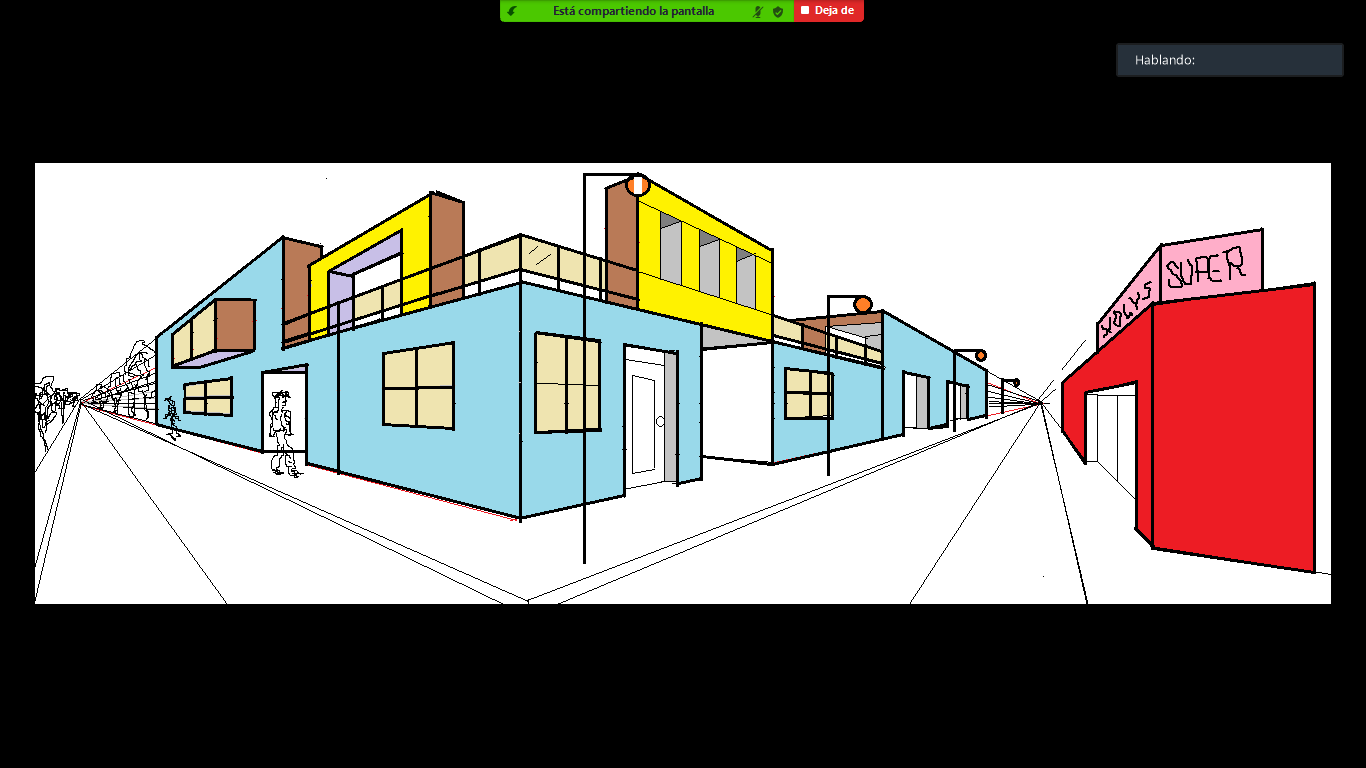 Está compartiendo la pantalla
Deja de
Hablando:
SUPER